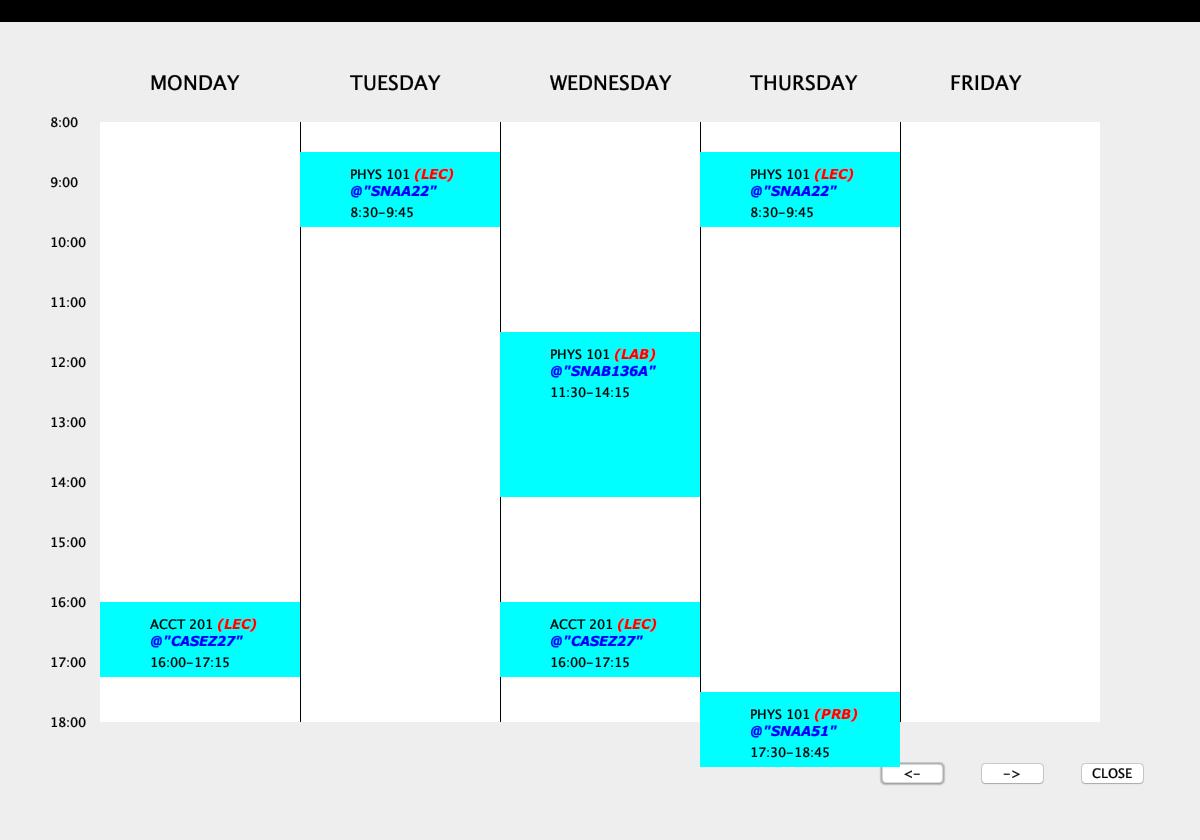 MONDAY TUESDAY WEDNESDAY THURSDAY FRIDAY
8:00
PHYS 101 (LEC)
@"SNAA22"
8:30-9:45
PHYS 101 (LEC)
@"SNAA22"
8:30-9:45
9:00
10:00
11:00
PHYS 101 (LAB)
@"SNAB136A"
11:30-14:15
12:00
13:00
14:00
15:00
16:00
ACCT 201 (LEC)
@"CASEZ27"
16:00-17:15
ACCT 201 (LEC)
@"CASEZ27"
16:00-17:15
17:00
PHYS 101 (PRB)
@"SNAA51"
17:30-18:45
18:00
<- -> CLOSE